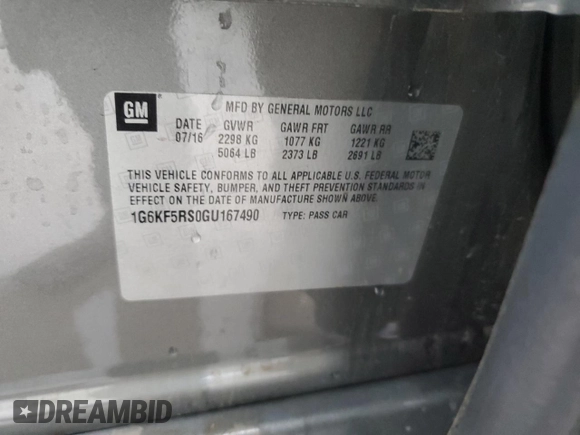 GM
MFD BY GENERAL MOTORS LLC
DATE GVWR GAWR FRT GAWR RR
07/16 2298 KG 1077 KG 1221 KG
5064 LB 2373 LB 2691 LB
THIS VEHICLE CONFORMS TO ALL APPLICABLE U.S. FEDERAL MOTOR
VEHICLE SAFETY, BUMPER, AND THEFT PREVENTION STANDARDS IN
EFFECT ON THE DATE OF MANUFACTURE SHOWN ABOVE.
1G6KF5RS0GU167490 TYPE: PASS CAR
DREAMBID